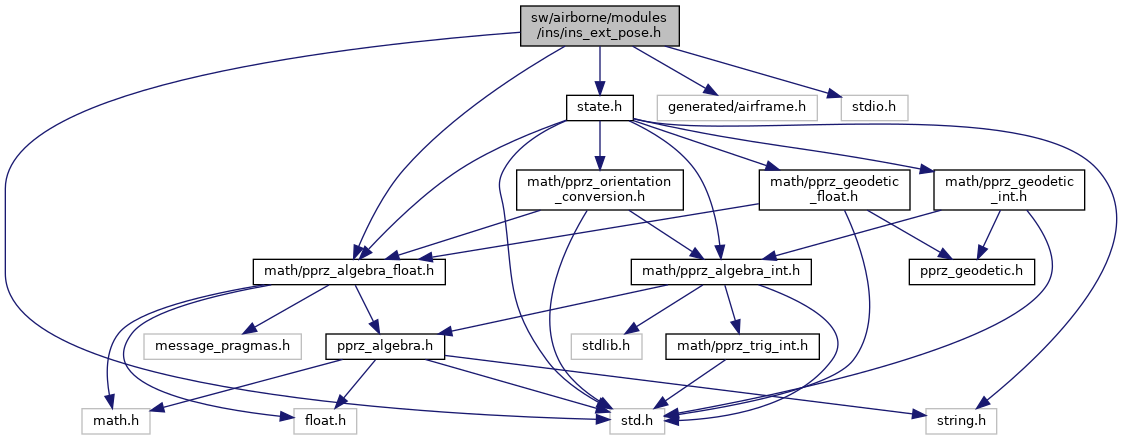 sw/airborne/modules
/ins/ins_ext_pose.h
state.h
generated/airframe.h
stdio.h
math/pprz_orientation
_conversion.h
math/pprz_geodetic
_float.h
math/pprz_geodetic
_int.h
math/pprz_algebra_float.h
math/pprz_algebra_int.h
pprz_geodetic.h
message_pragmas.h
pprz_algebra.h
stdlib.h
math/pprz_trig_int.h
math.h
float.h
std.h
string.h